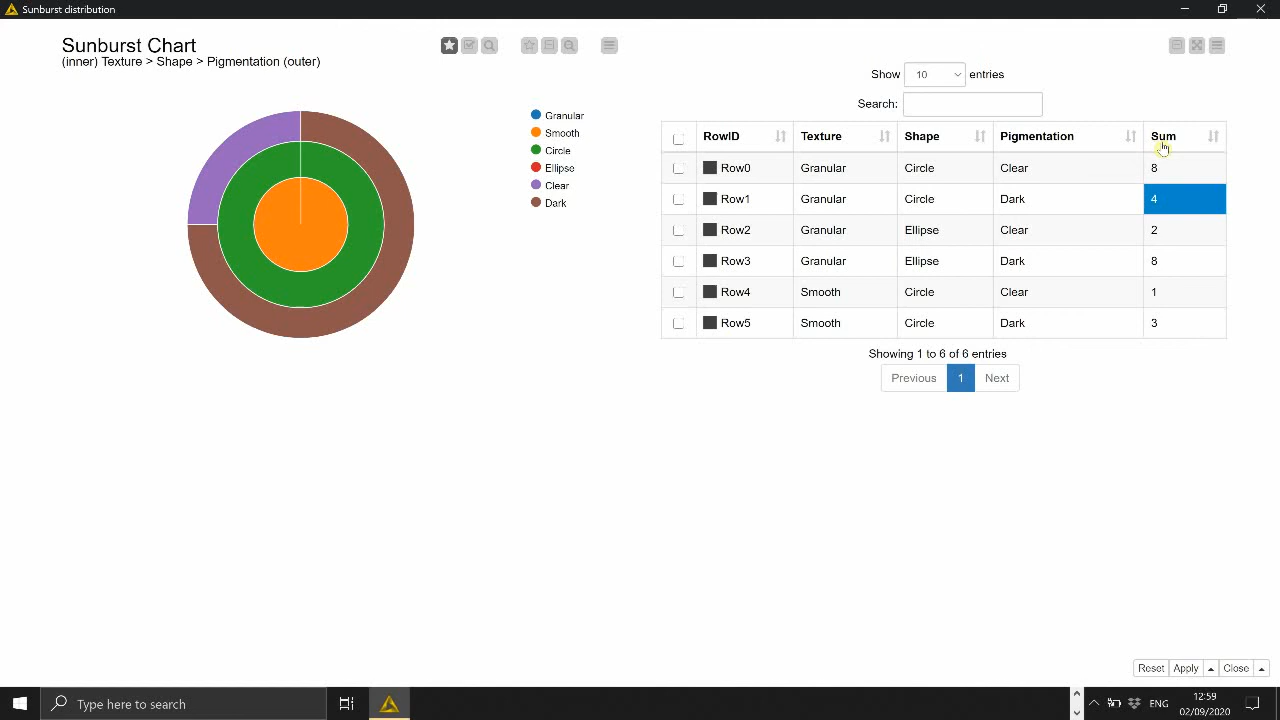 Sunburst distribution
Sunburst Chart
(inner) Texture > Shape > Pigmentation (outer)
Granular
Smooth
Circle
Ellipse
Clear
Dark
Show 10 entries
Search:
RowID Texture Shape Pigmentation Sum
Row0 Granular Circle Clear 8
Row1 Granular Circle Dark 4
Row2 Granular Ellipse Clear 2
Row3 Granular Ellipse Dark 8
Row4 Smooth Circle Clear 1
Row5 Smooth Circle Dark 3
Showing 1 to 6 of 6 entries
Previous 1 Next
Reset Apply Close
Type here to search
ENG
12:59
02/09/2020